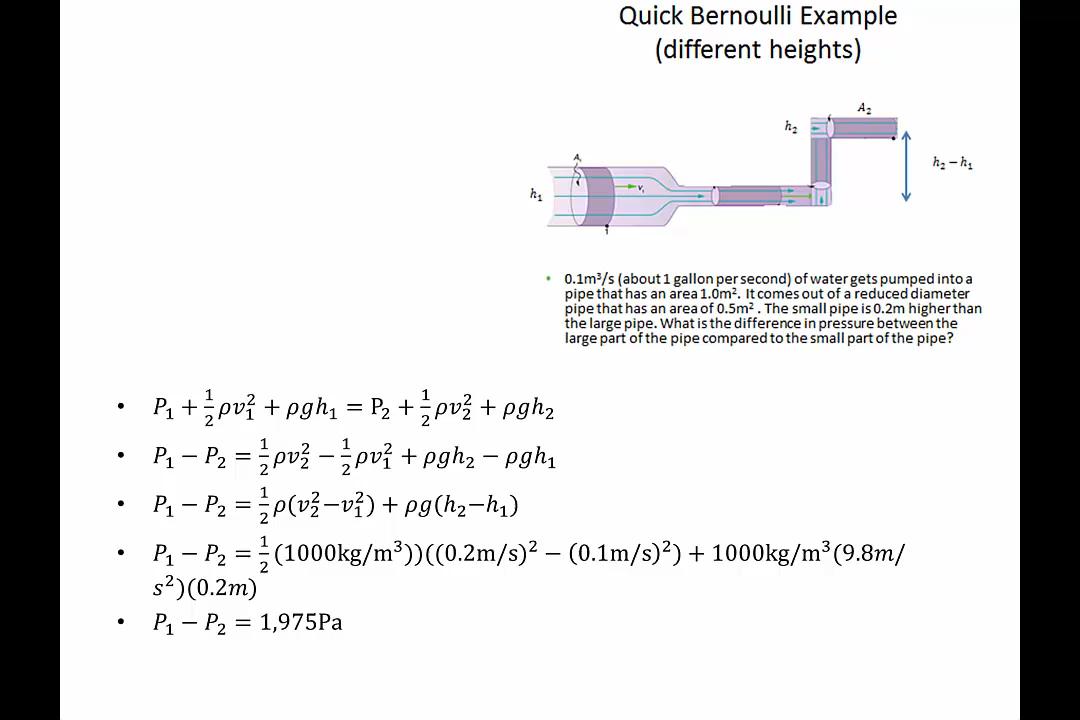 Quick Bernoulli Example
(different heights)
A₂
h₂
h₂ − h₁
A₁
v₁
h₁
1
• 0.1m³/s (about 1 gallon per second) of water gets pumped into a
pipe that has an area 1.0m². It comes out of a reduced diameter
pipe that has an area of 0.5m² . The small pipe is 0.2m higher than
the large pipe. What is the difference in pressure between the
large part of the pipe compared to the small part of the pipe?
• P₁ + ½ρv₁² + ρgh₁ = P₂ + ½ρv₂² + ρgh₂
• P₁ − P₂ = ½ρv₂² − ½ρv₁² + ρgh₂ − ρgh₁
• P₁ − P₂ = ½ρ(v₂²−v₁²) + ρg(h₂−h₁)
• P₁ − P₂ = ½(1000kg/m³))((0.2m/s)² − (0.1m/s)²) + 1000kg/m³(9.8m/
s²)(0.2m)
• P₁ − P₂ = 1,975Pa